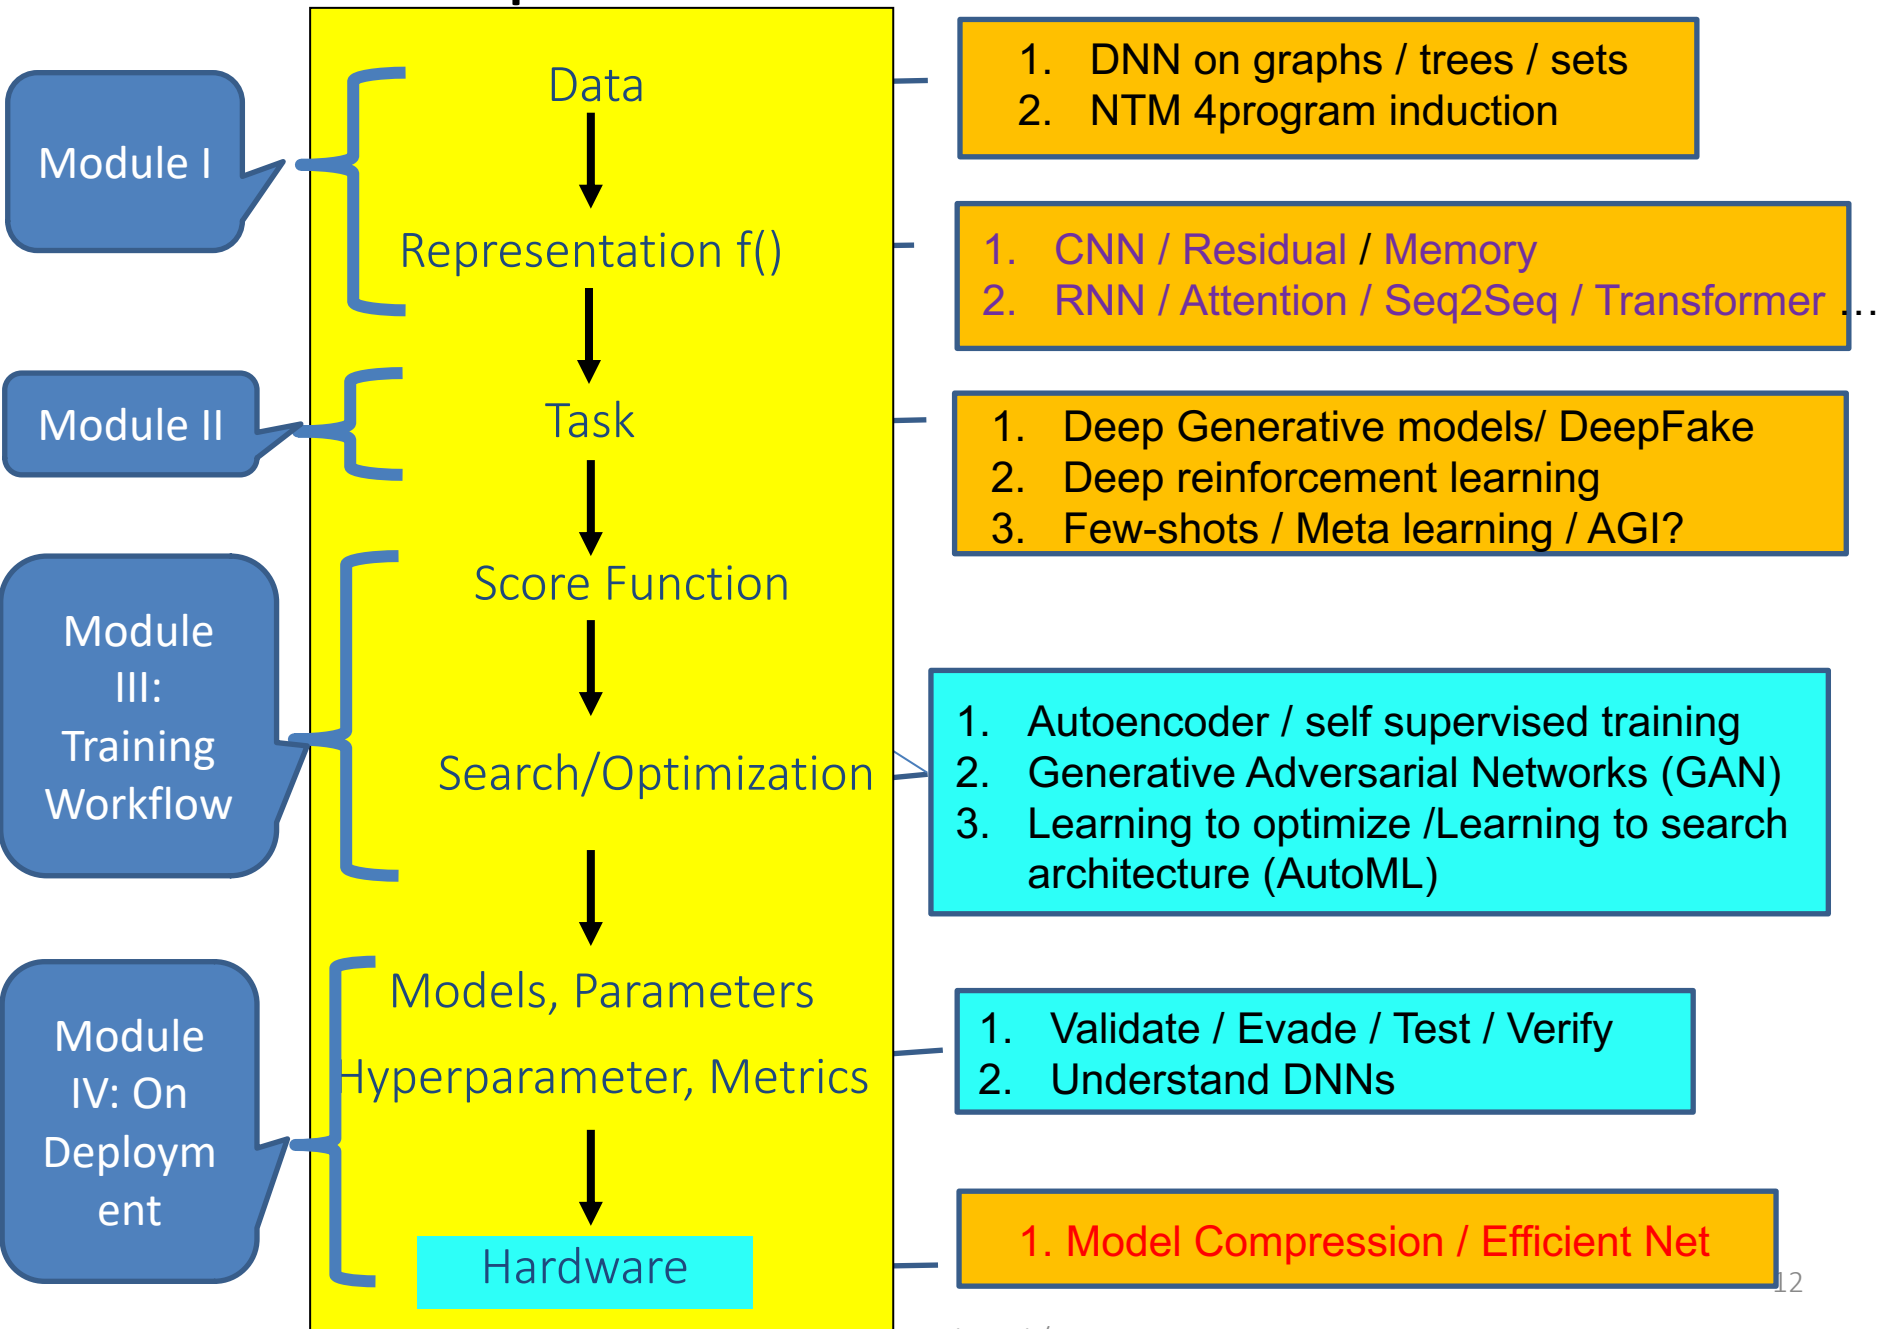 Module I
Data
1. DNN on graphs / trees / sets
2. NTM 4program induction
Representation f()
1. CNN / Residual / Memory
2. RNN / Attention / Seq2Seq / Transformer ...
Module II
Task
1. Deep Generative models/ DeepFake
2. Deep reinforcement learning
3. Few-shots / Meta learning / AGI?
Module
III:
Training
Workflow
Score Function
Search/Optimization
1. Autoencoder / self supervised training
2. Generative Adversarial Networks (GAN)
3. Learning to optimize /Learning to search
architecture (AutoML)
Module
IV: On
Deploym
ent
Models, Parameters
Hyperparameter, Metrics
1. Validate / Evade / Test / Verify
2. Understand DNNs
Hardware
1. Model Compression / Efficient Net
12